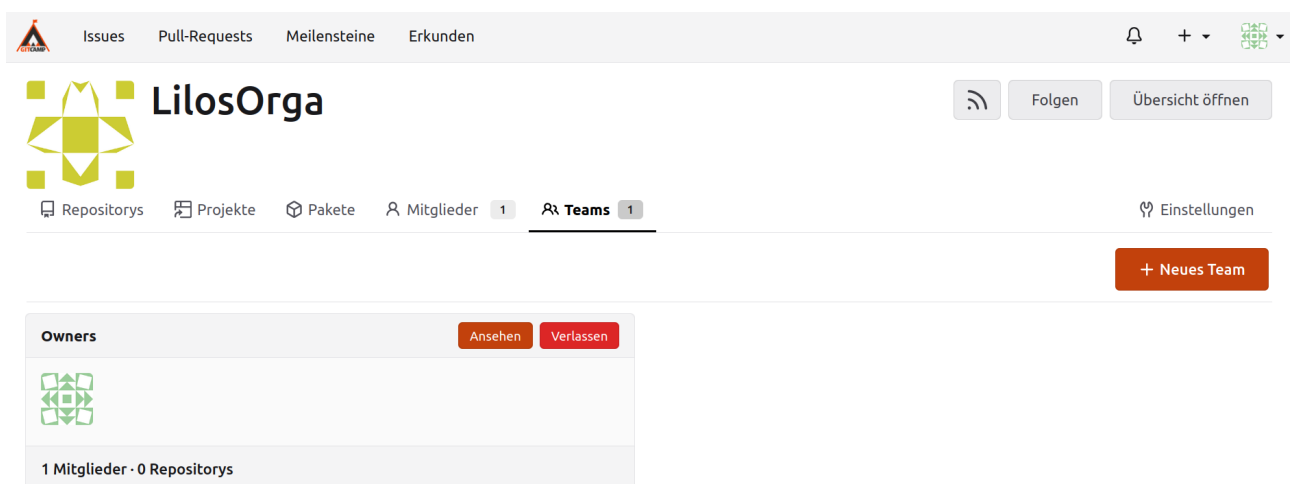 GITCAMP
Issues Pull-Requests Meilensteine Erkunden
LilosOrga
Folgen Übersicht öffnen
Repositorys Projekte Pakete Mitglieder 1 Teams 1 Einstellungen
+ Neues Team
Owners Ansehen Verlassen
1 Mitglieder · 0 Repositorys